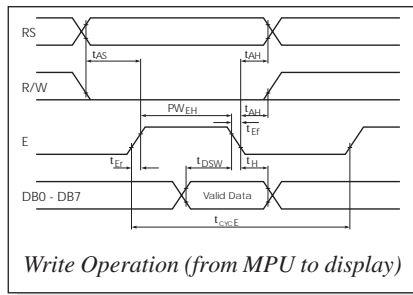 RS
tAS
tAH
R/W
PWEH
tAH
tEf
E
tEr
tDSW
tH
DB0 - DB7
Valid Data
tCYCE
Write Operation (from MPU to display)